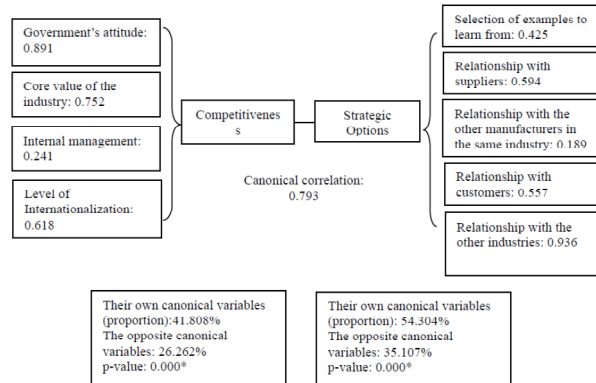 Government's attitude:
0.891
Core value of the
industry: 0.752
Internal management:
0.241
Level of
Internationalization:
0.618
Competitivenes
s
Strategic
Options
Canonical correlation:
0.793
Selection of examples to
learn from: 0.425
Relationship with
suppliers: 0.594
Relationship with the
other manufacturers in
the same industry: 0.189
Relationship with
customers: 0.557
Relationship with the
other industries: 0.936
Their own canonical variables
(proportion):41.808%
The opposite canonical
variables: 26.262%
p-value: 0.000*
Their own canonical variables
(proportion): 54.304%
The opposite canonical
variables: 35.107%
p-value: 0.000*